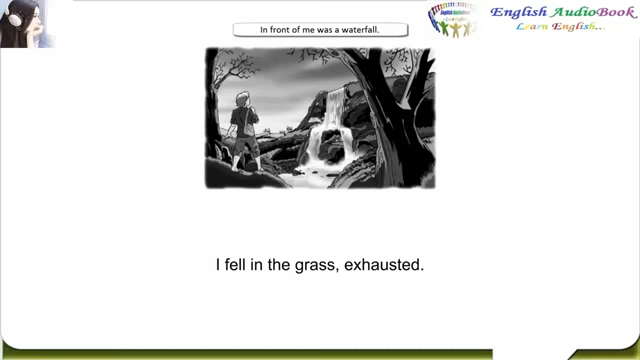 In front of me was a waterfall.
English AudioBook
Learn English...
I fell in the grass, exhausted.